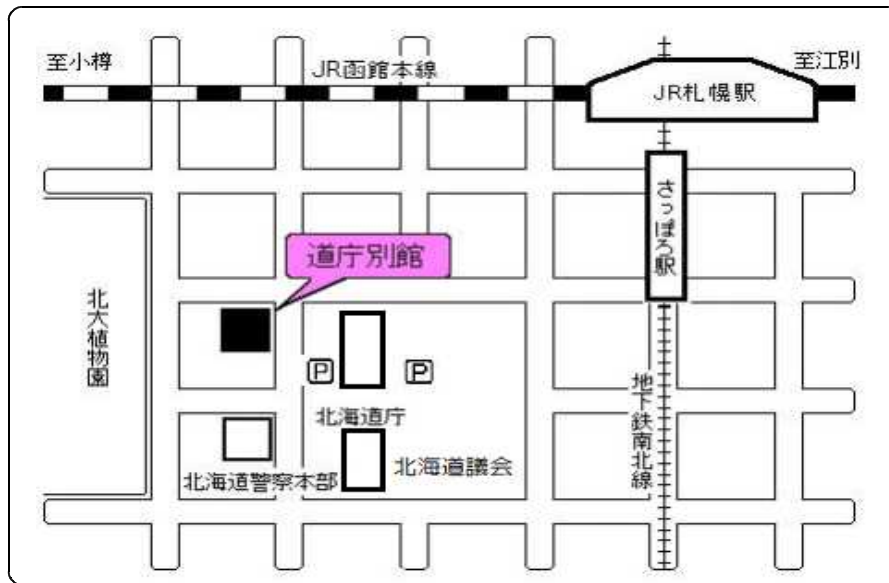 至小樽
JR函館本線
至江別
JR札幌駅
さっぽろ駅
道庁別館
北大植物園
P
P
北海道庁
地下鉄南北線
北海道警察本部
北海道議会